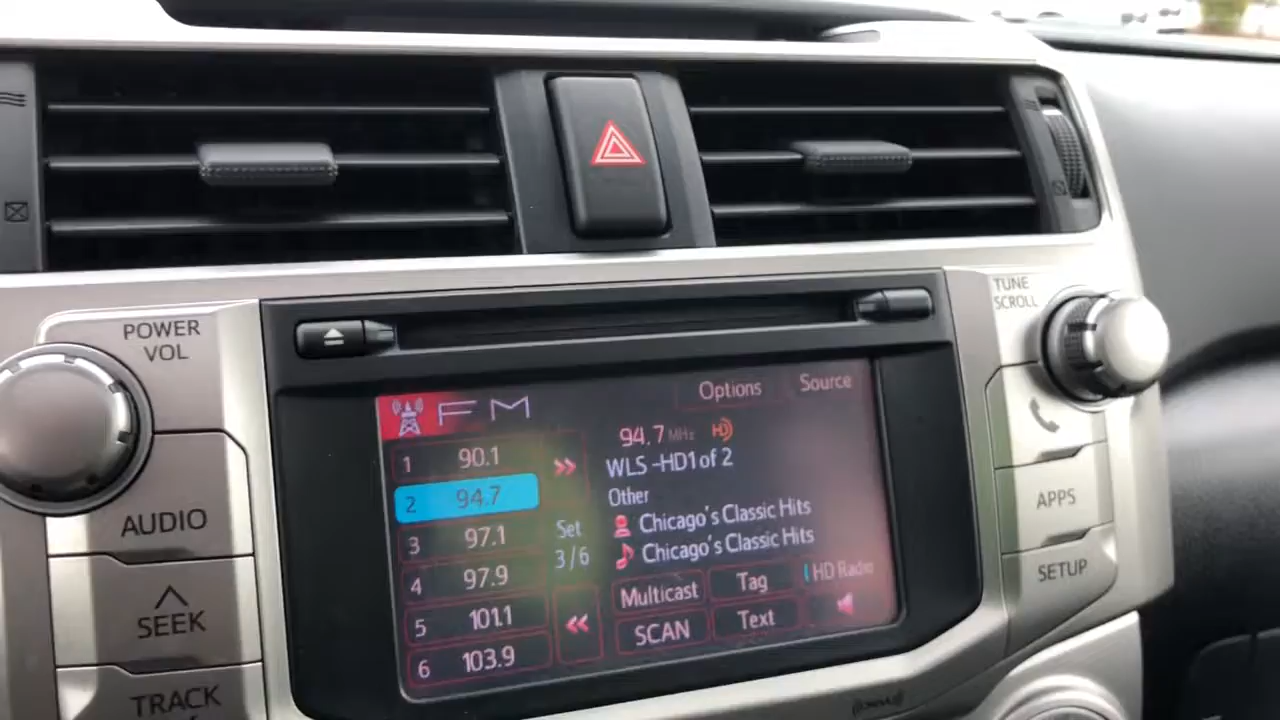 POWER
VOL
AUDIO
SEEK
TRACK
FM
Options
Source
1 90.1
2 94.7
3 97.1
4 97.9
5 101.1
6 103.9
Set
3/6
94.7 MHz HD
WLS -HD1 of 2
Other
Chicago's Classic Hits
Chicago's Classic Hits
Multicast
Tag
HD Radio
SCAN
Text
TUNE
SCROLL
APPS
SETUP